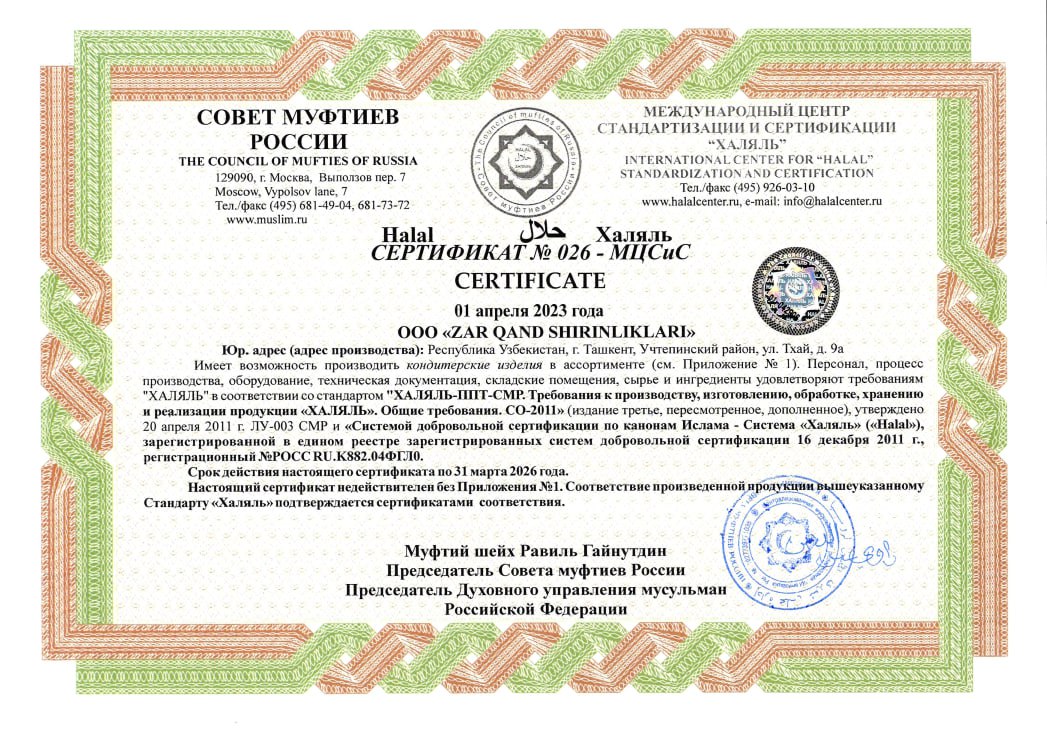 СОВЕТ МУФТИЕВ
РОССИИ
THE COUNCIL OF MUFTIES OF RUSSIA
129090, г. Москва, Выползов пер. 7
Moscow, Vypolsov lane, 7
Тел./факс (495) 681-49-04, 681-73-72
www.muslim.ru
The Council of mufties of Russia
HALAL
حلال
Совет муфтиев России
МЕЖДУНАРОДНЫЙ ЦЕНТР
СТАНДАРТИЗАЦИИ И СЕРТИФИКАЦИИ
“ХАЛЯЛЬ”
INTERNATIONAL CENTER FOR “HALAL”
STANDARDIZATION AND CERTIFICATION
Тел./факс (495) 926-03-10
www.halalcenter.ru, e-mail: info@halalcenter.ru
Halal حلال Халяль
СЕРТИФИКАТ № 026 - МЦСиС
CERTIFICATE
01 апреля 2023 года
ООО «ZAR QAND SHIRINLIKLARI»
Юр. адрес (адрес производства): Республика Узбекистан, г. Ташкент, Учтепинский район, ул. Тхай, д. 9а
Имеет возможность производить кондитерские изделия в ассортименте (см. Приложение № 1). Персонал, процесс
производства, оборудование, техническая документация, складские помещения, сырье и ингредиенты удовлетворяют требованиям
"ХАЛЯЛЬ" в соответствии со стандартом "ХАЛЯЛЬ-ППТ-СМР. Требования к производству, изготовлению, обработке, хранению
и реализации продукции «ХАЛЯЛЬ». Общие требования. СО-2011» (издание третье, пересмотренное, дополненное), утверждено
20 апреля 2011 г. ЛУ-003 СМР и «Системой добровольной сертификации по канонам Ислама - Система «Халяль» («Halal»),
зарегистрированной в едином реестре зарегистрированных систем добровольной сертификации 16 декабря 2011 г.,
регистрационный №РОСС RU.К882.04ФГЛ0.
Срок действия настоящего сертификата по 31 марта 2026 года.
Настоящий сертификат недействителен без Приложения №1. Соответствие произведенной продукции вышеуказанному
Стандарту «Халяль» подтверждается сертификатами соответствия.
Муфтий шейх Равиль Гайнутдин
Председатель Совета муфтиев России
Председатель Духовного управления мусульман
Российской Федерации